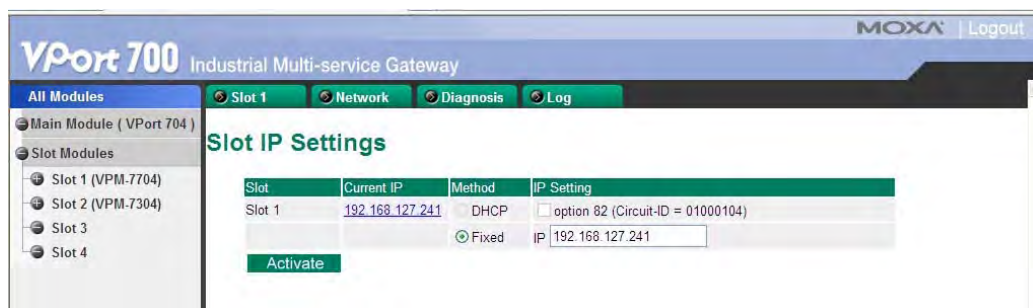 MOXA | Logout
VPort 700 Industrial Multi-service Gateway
All Modules
Slot 1 Network Diagnosis Log
Main Module ( VPort 704 )
Slot Modules
Slot 1 (VPM-7704)
Slot 2 (VPM-7304)
Slot 3
Slot 4
Slot IP Settings
Slot Current IP Method IP Setting
Slot 1 192.168.127.241 DHCP option 82 (Circuit-ID = 01000104)
Fixed IP 192.168.127.241
Activate